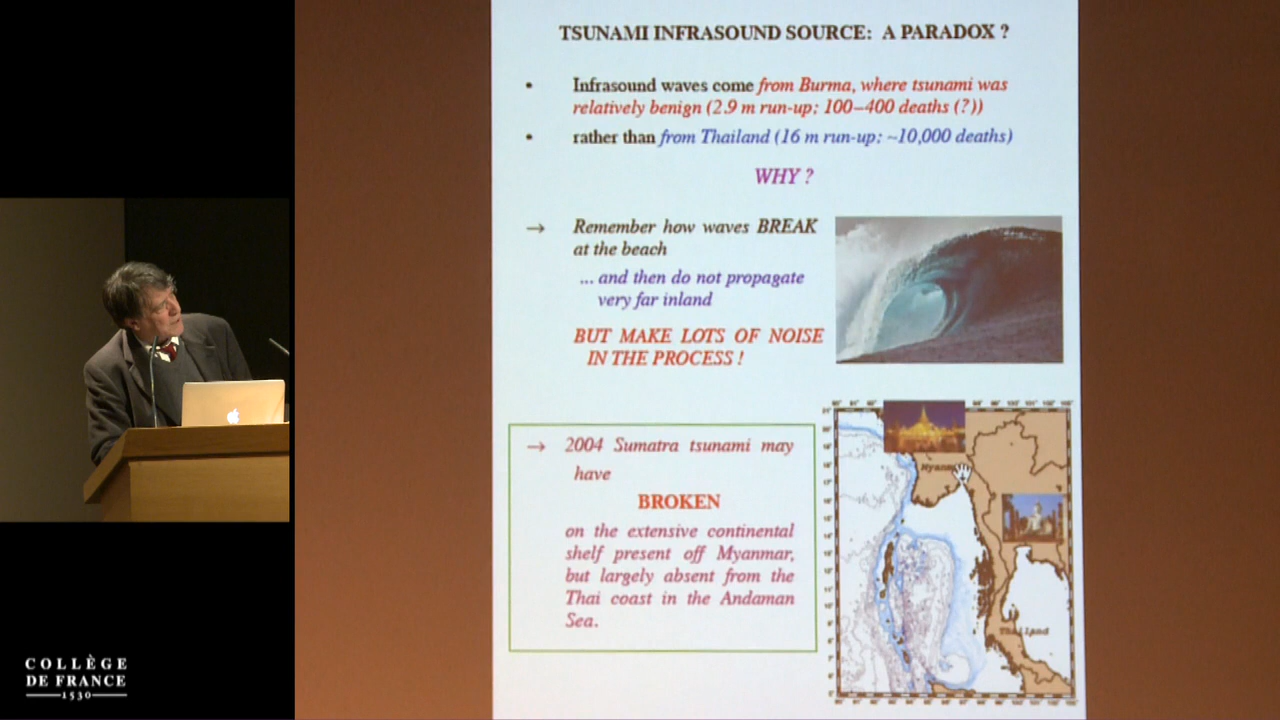 TSUNAMI INFRASOUND SOURCE: A PARADOX ?
• Infrasound waves come from Burma, where tsunami was
relatively benign (2.9 m run-up; 100–400 deaths (?))
• rather than from Thailand (16 m run-up; ~10,000 deaths)
WHY ?
→ Remember how waves BREAK
at the beach
... and then do not propagate
very far inland
BUT MAKE LOTS OF NOISE
IN THE PROCESS !
→ 2004 Sumatra tsunami may
have
BROKEN
on the extensive continental
shelf present off Myanmar,
but largely absent from the
Thai coast in the Andaman
Sea.
Thailand
COLLÈGE
DE FRANCE
1530